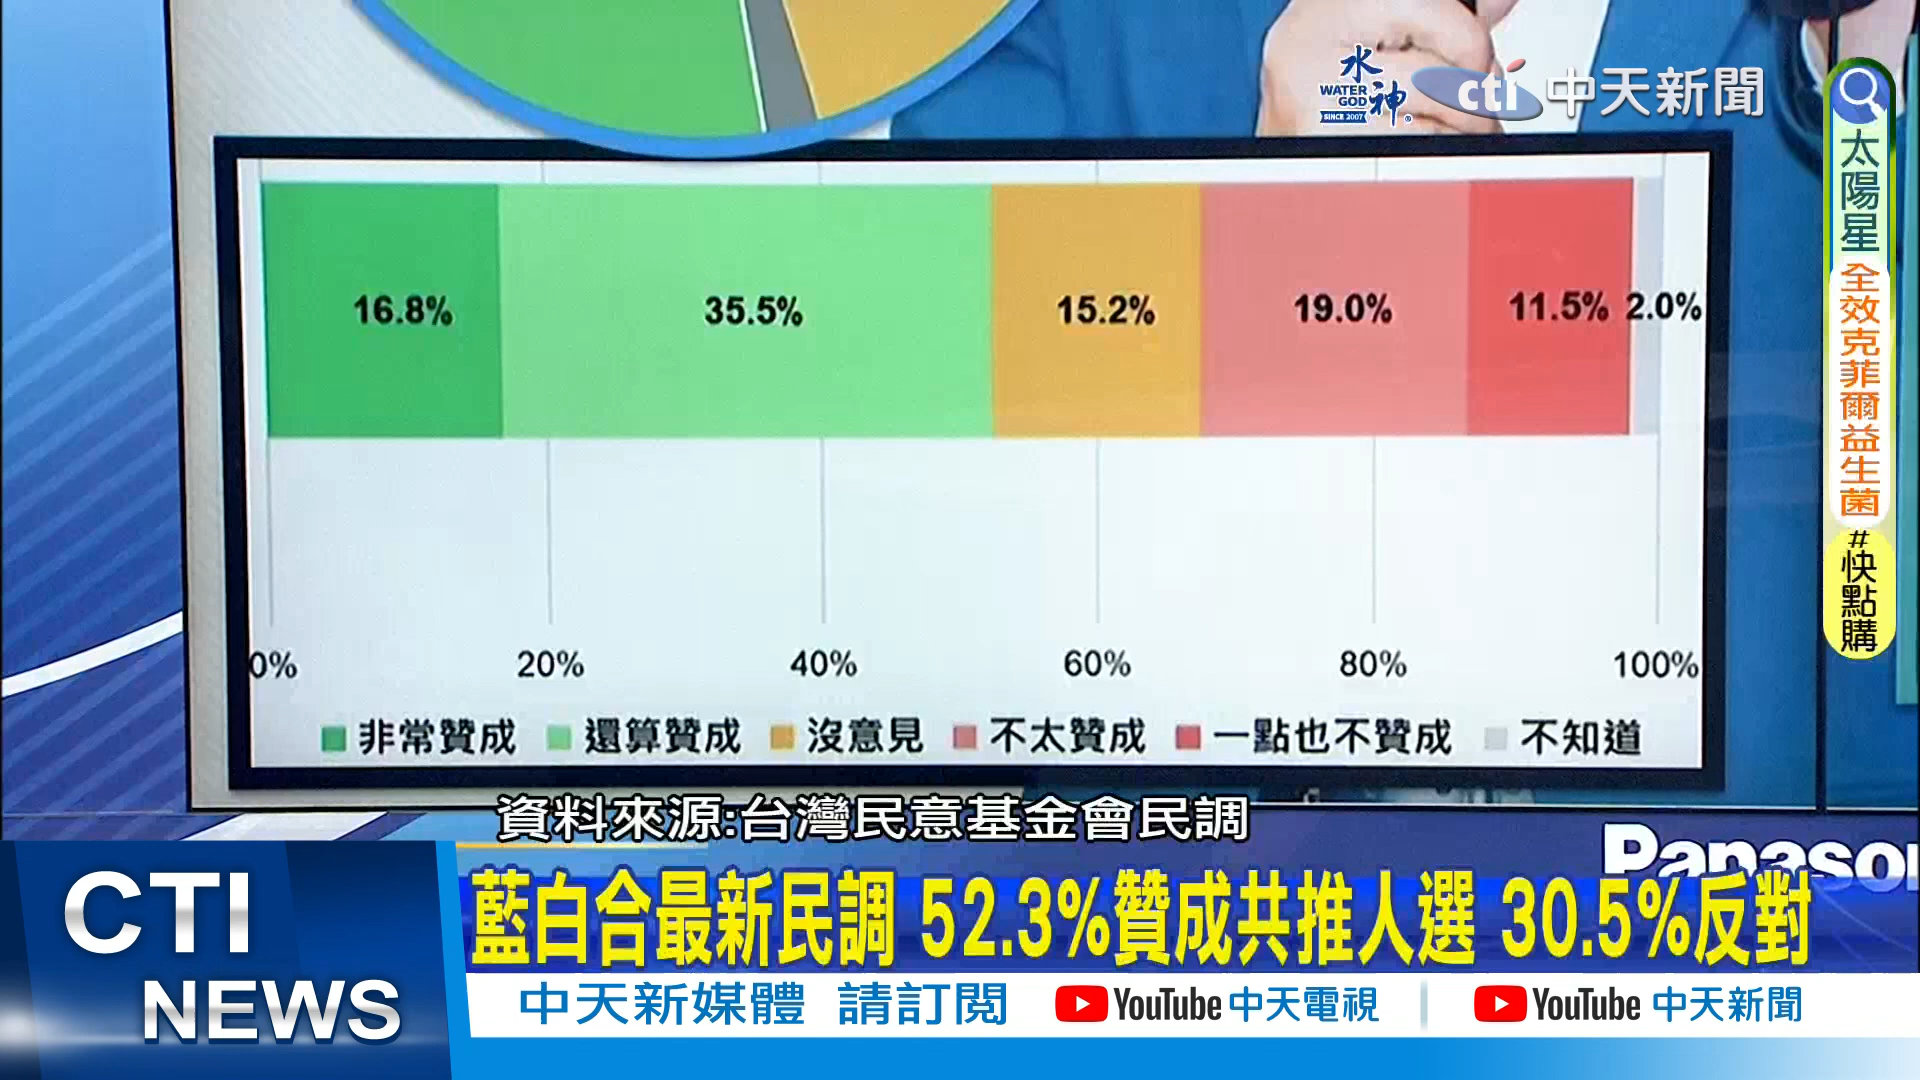 水神
WATER
GOD
SINCE 2007
®
cti 中天新聞
太陽星
全效克菲爾益生菌
#快點購
16.8% 35.5% 15.2% 19.0% 11.5% 2.0%
0% 20% 40% 60% 80% 100%
非常贊成 還算贊成 沒意見 不太贊成 一點也不贊成 不知道
資料來源:台灣民意基金會民調
Panaso
CTI
NEWS
藍白合最新民調 52.3%贊成共推人選 30.5%反對
中天新媒體 請訂閱 YouTube 中天電視 | YouTube 中天新聞